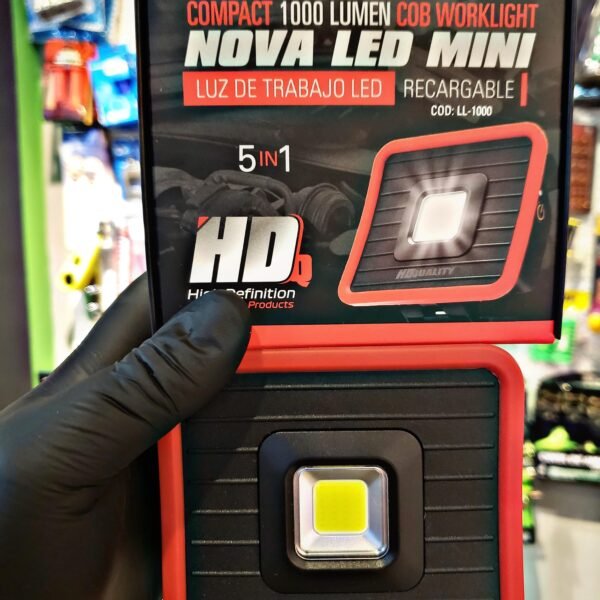 COMPACT 1000 LUMEN COB WORKLIGHT
NOVA LED MINI
LUZ DE TRABAJO LED RECARGABLE
COD: LL-1000
5 IN 1
HD
High Definition
Products
HDQUALITY